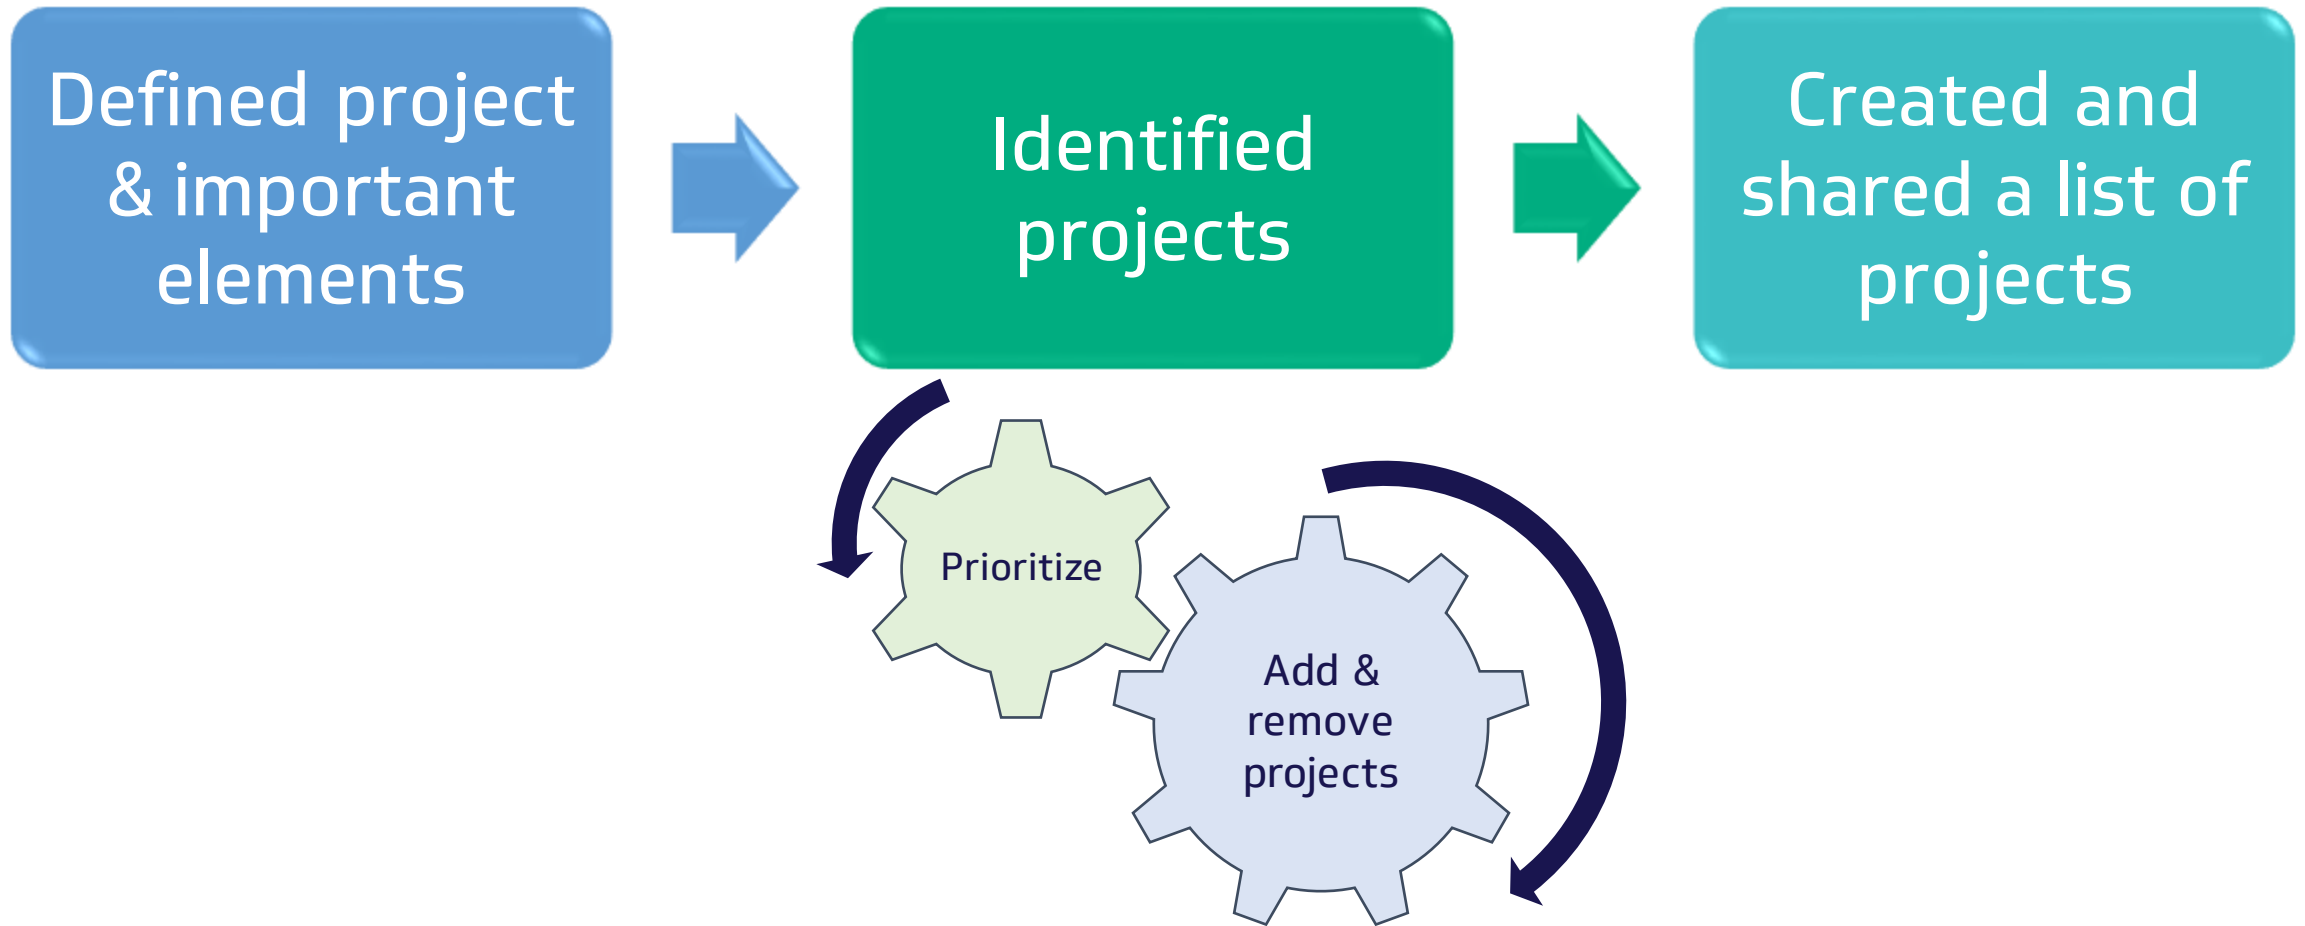 Defined project
& important
elements
Identified
projects
Created and
shared a list of
projects
Prioritize
Add &
remove
projects